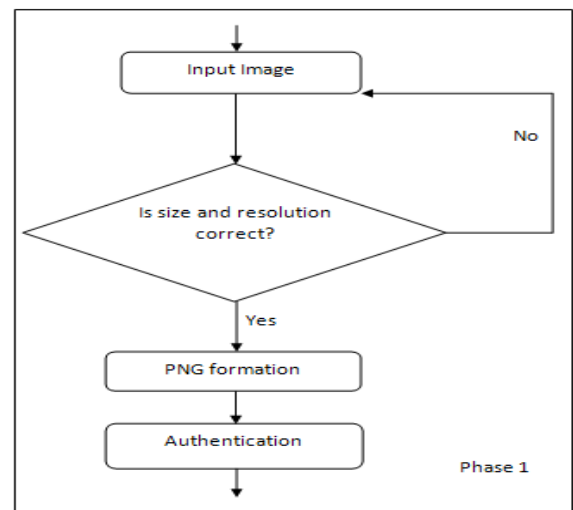 Input Image
No
Is size and resolution
correct?
Yes
PNG formation
Authentication
Phase 1